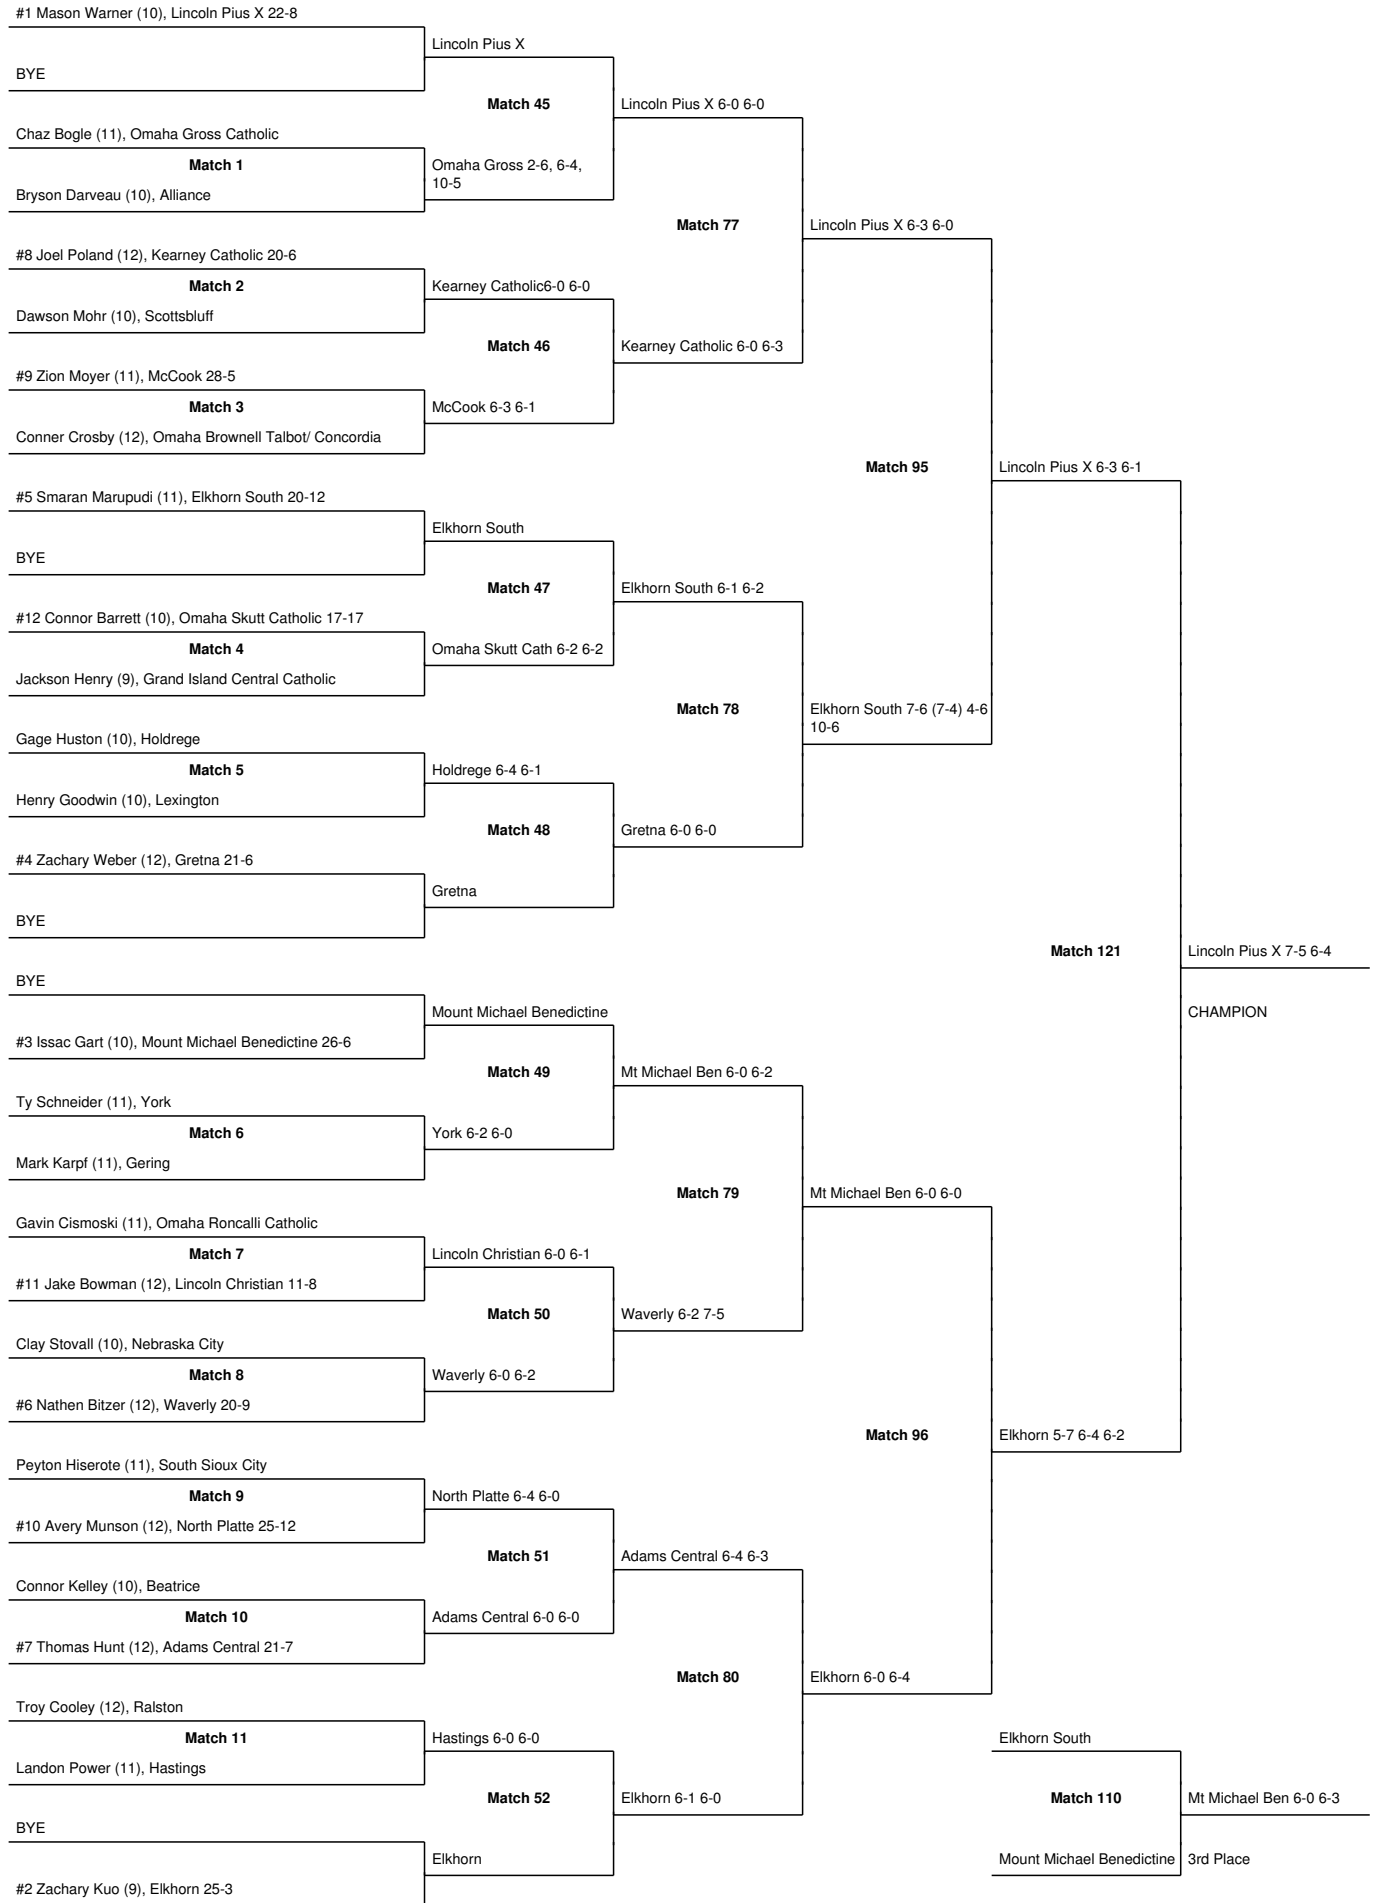 #1 Mason Warner (10), Lincoln Pius X 22-8
Lincoln Pius X
BYE
Match 45
Lincoln Pius X 6-0 6-0
Chaz Bogle (11), Omaha Gross Catholic
Match 1
Omaha Gross 2-6, 6-4,
10-5
Bryson Darveau (10), Alliance
Match 77
Lincoln Pius X 6-3 6-0
#8 Joel Poland (12), Kearney Catholic 20-6
Match 2
Kearney Catholic6-0 6-0
Dawson Mohr (10), Scottsbluff
Match 46
Kearney Catholic 6-0 6-3
#9 Zion Moyer (11), McCook 28-5
Match 3
McCook 6-3 6-1
Conner Crosby (12), Omaha Brownell Talbot/ Concordia
Match 95
Lincoln Pius X 6-3 6-1
#5 Smaran Marupudi (11), Elkhorn South 20-12
Elkhorn South
BYE
Match 47
Elkhorn South 6-1 6-2
#12 Connor Barrett (10), Omaha Skutt Catholic 17-17
Match 4
Omaha Skutt Cath 6-2 6-2
Jackson Henry (9), Grand Island Central Catholic
Match 78
Elkhorn South 7-6 (7-4) 4-6
10-6
Gage Huston (10), Holdrege
Match 5
Holdrege 6-4 6-1
Henry Goodwin (10), Lexington
Match 48
Gretna 6-0 6-0
#4 Zachary Weber (12), Gretna 21-6
Gretna
BYE
Match 121
Lincoln Pius X 7-5 6-4
BYE
Mount Michael Benedictine
CHAMPION
#3 Issac Gart (10), Mount Michael Benedictine 26-6
Match 49
Mt Michael Ben 6-0 6-2
Ty Schneider (11), York
Match 6
York 6-2 6-0
Mark Karpf (11), Gering
Match 79
Mt Michael Ben 6-0 6-0
Gavin Cismoski (11), Omaha Roncalli Catholic
Match 7
Lincoln Christian 6-0 6-1
#11 Jake Bowman (12), Lincoln Christian 11-8
Match 50
Waverly 6-2 7-5
Clay Stovall (10), Nebraska City
Match 8
Waverly 6-0 6-2
#6 Nathen Bitzer (12), Waverly 20-9
Match 96
Elkhorn 5-7 6-4 6-2
Peyton Hiserote (11), South Sioux City
Match 9
North Platte 6-4 6-0
#10 Avery Munson (12), North Platte 25-12
Match 51
Adams Central 6-4 6-3
Connor Kelley (10), Beatrice
Match 10
Adams Central 6-0 6-0
#7 Thomas Hunt (12), Adams Central 21-7
Match 80
Elkhorn 6-0 6-4
Troy Cooley (12), Ralston
Match 11
Hastings 6-0 6-0
Elkhorn South
Landon Power (11), Hastings
Match 52
Elkhorn 6-1 6-0
Match 110
Mt Michael Ben 6-0 6-3
BYE
Elkhorn
Mount Michael Benedictine
3rd Place
#2 Zachary Kuo (9), Elkhorn 25-3